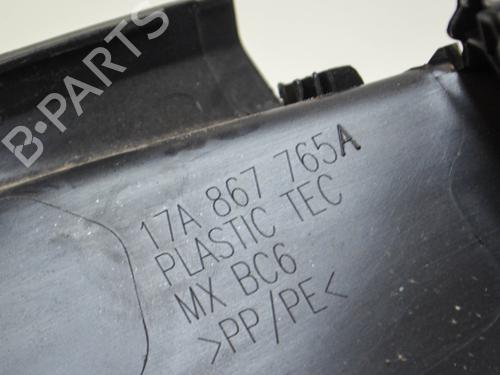 B-PARTS
17A 867 765A
PLASTIC TEC
MX BC6
>PP/PE<